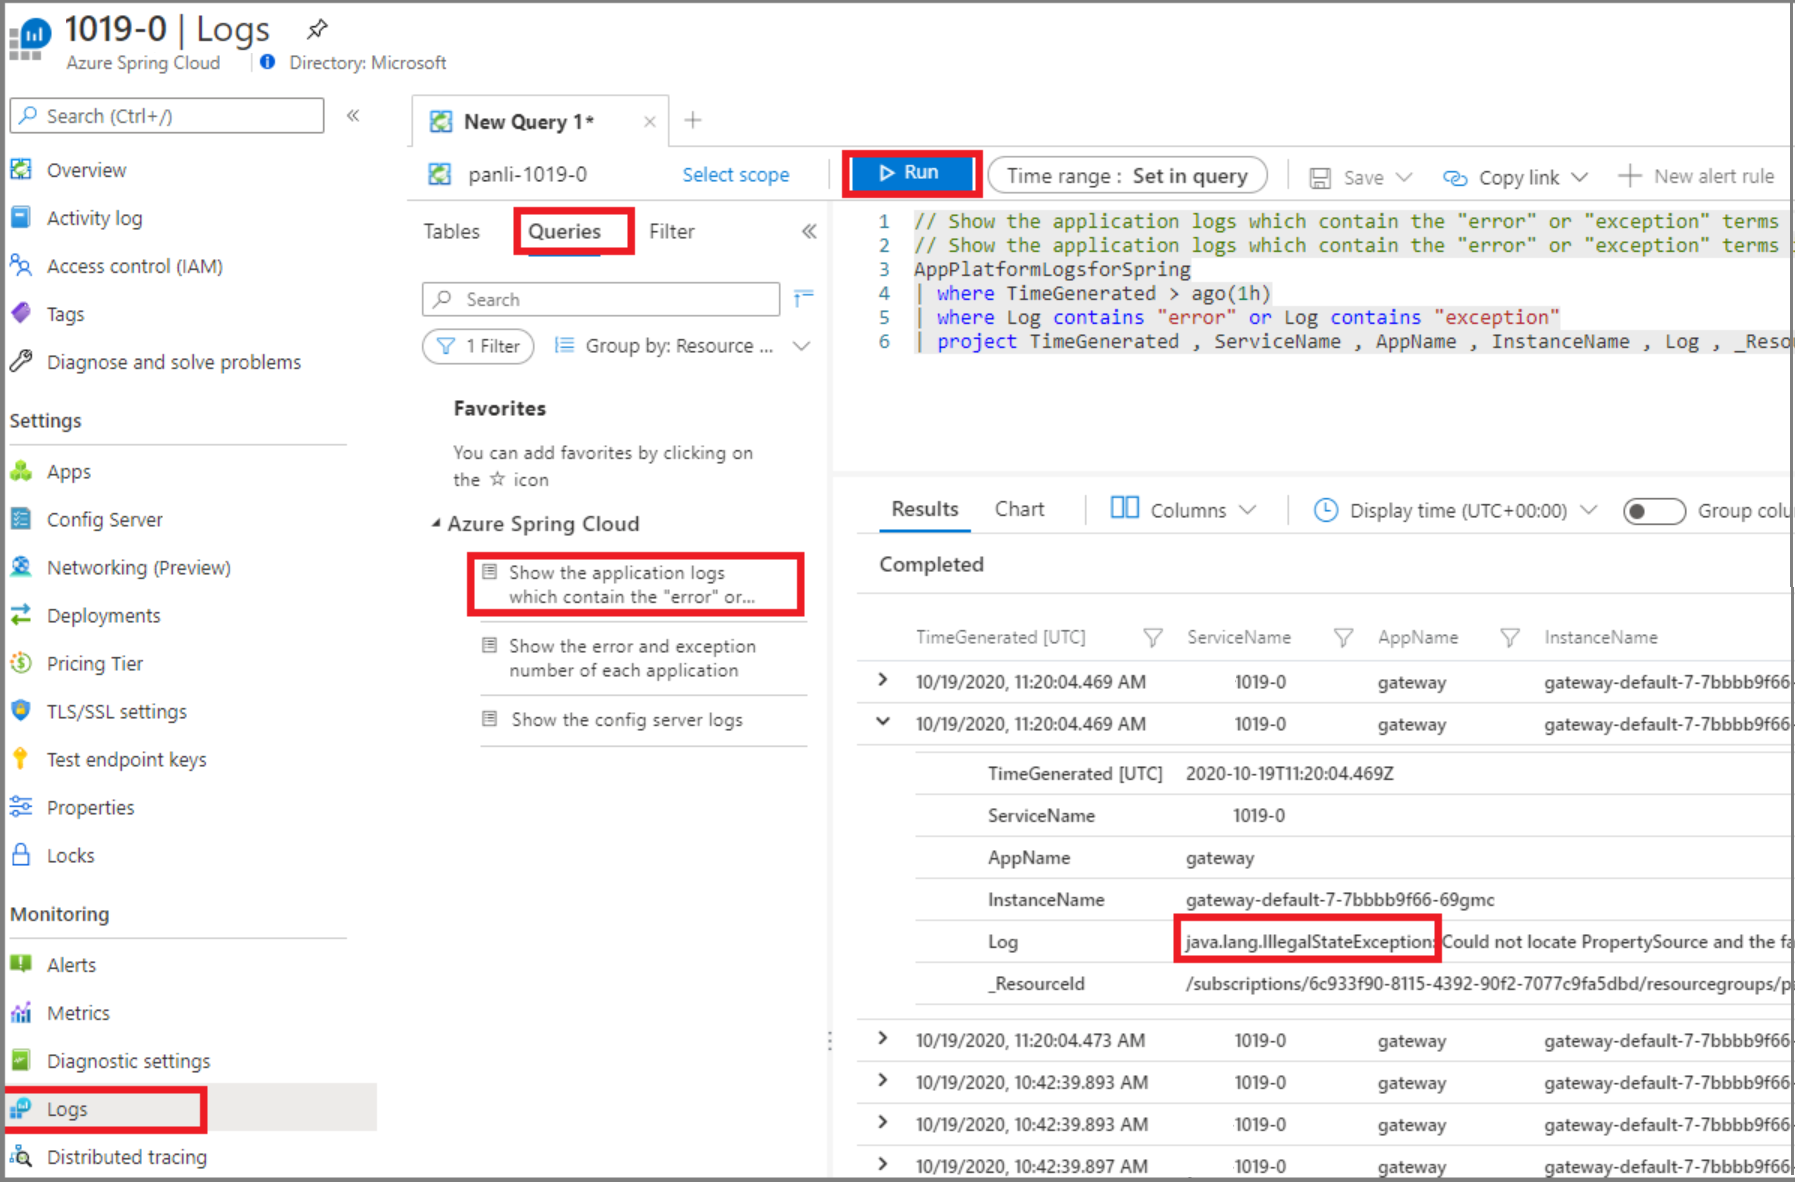 1019-0 | Logs
Azure Spring Cloud
Directory: Microsoft
Search (Ctrl+/)
Overview
Activity log
Access control (IAM)
Tags
Diagnose and solve problems
Settings
Apps
Config Server
Networking (Preview)
Deployments
Pricing Tier
TLS/SSL settings
Test endpoint keys
Properties
Locks
Monitoring
Alerts
Metrics
Diagnostic settings
Logs
Distributed tracing
New Query 1*
panli-1019-0
Select scope
Run
Time range : Set in query
Save
Copy link
New alert rule
Tables
Queries
Filter
Search
1 Filter
Group by: Resource ...
Favorites
You can add favorites by clicking on
the ☆ icon
Azure Spring Cloud
Show the application logs
which contain the "error" or...
Show the error and exception
number of each application
Show the config server logs
1 // Show the application logs which contain the "error" or "exception" terms
2 // Show the application logs which contain the "error" or "exception" terms
3 AppPlatformLogsforSpring
4 | where TimeGenerated > ago(1h)
5 | where Log contains "error" or Log contains "exception"
6 | project TimeGenerated , ServiceName , AppName , InstanceName , Log , _Reso
Results
Chart
Columns
Display time (UTC+00:00)
Group colu
Completed
TimeGenerated [UTC] ServiceName AppName InstanceName
10/19/2020, 11:20:04.469 AM 1019-0 gateway gateway-default-7-7bbbb9f66-
10/19/2020, 11:20:04.469 AM 1019-0 gateway gateway-default-7-7bbbb9f66-
TimeGenerated [UTC] 2020-10-19T11:20:04.469Z
ServiceName 1019-0
AppName gateway
InstanceName gateway-default-7-7bbbb9f66-69gmc
Log java.lang.IllegalStateException: Could not locate PropertySource and the fa
_ResourceId /subscriptions/6c933f90-8115-4392-90f2-7077c9fa5dbd/resourcegroups/p
10/19/2020, 11:20:04.473 AM 1019-0 gateway gateway-default-7-7bbbb9f66-
10/19/2020, 10:42:39.893 AM 1019-0 gateway gateway-default-7-7bbbb9f66-
10/19/2020, 10:42:39.893 AM 1019-0 gateway gateway-default-7-7bbbb9f66-
10/19/2020, 10:42:39.897 AM 1019-0 gateway gateway-default-7-7bbbb9f66-